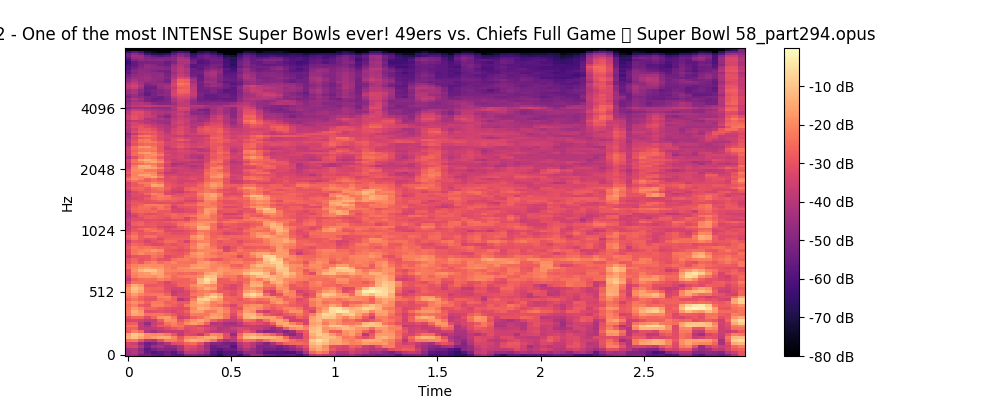 2 - One of the most INTENSE Super Bowls ever! 49ers vs. Chiefs Full Game ▯ Super Bowl 58_part294.opus
4096
2048
1024
512
0
Hz
0
0.5
1
1.5
2
2.5
Time
-10 dB
-20 dB
-30 dB
-40 dB
-50 dB
-60 dB
-70 dB
-80 dB